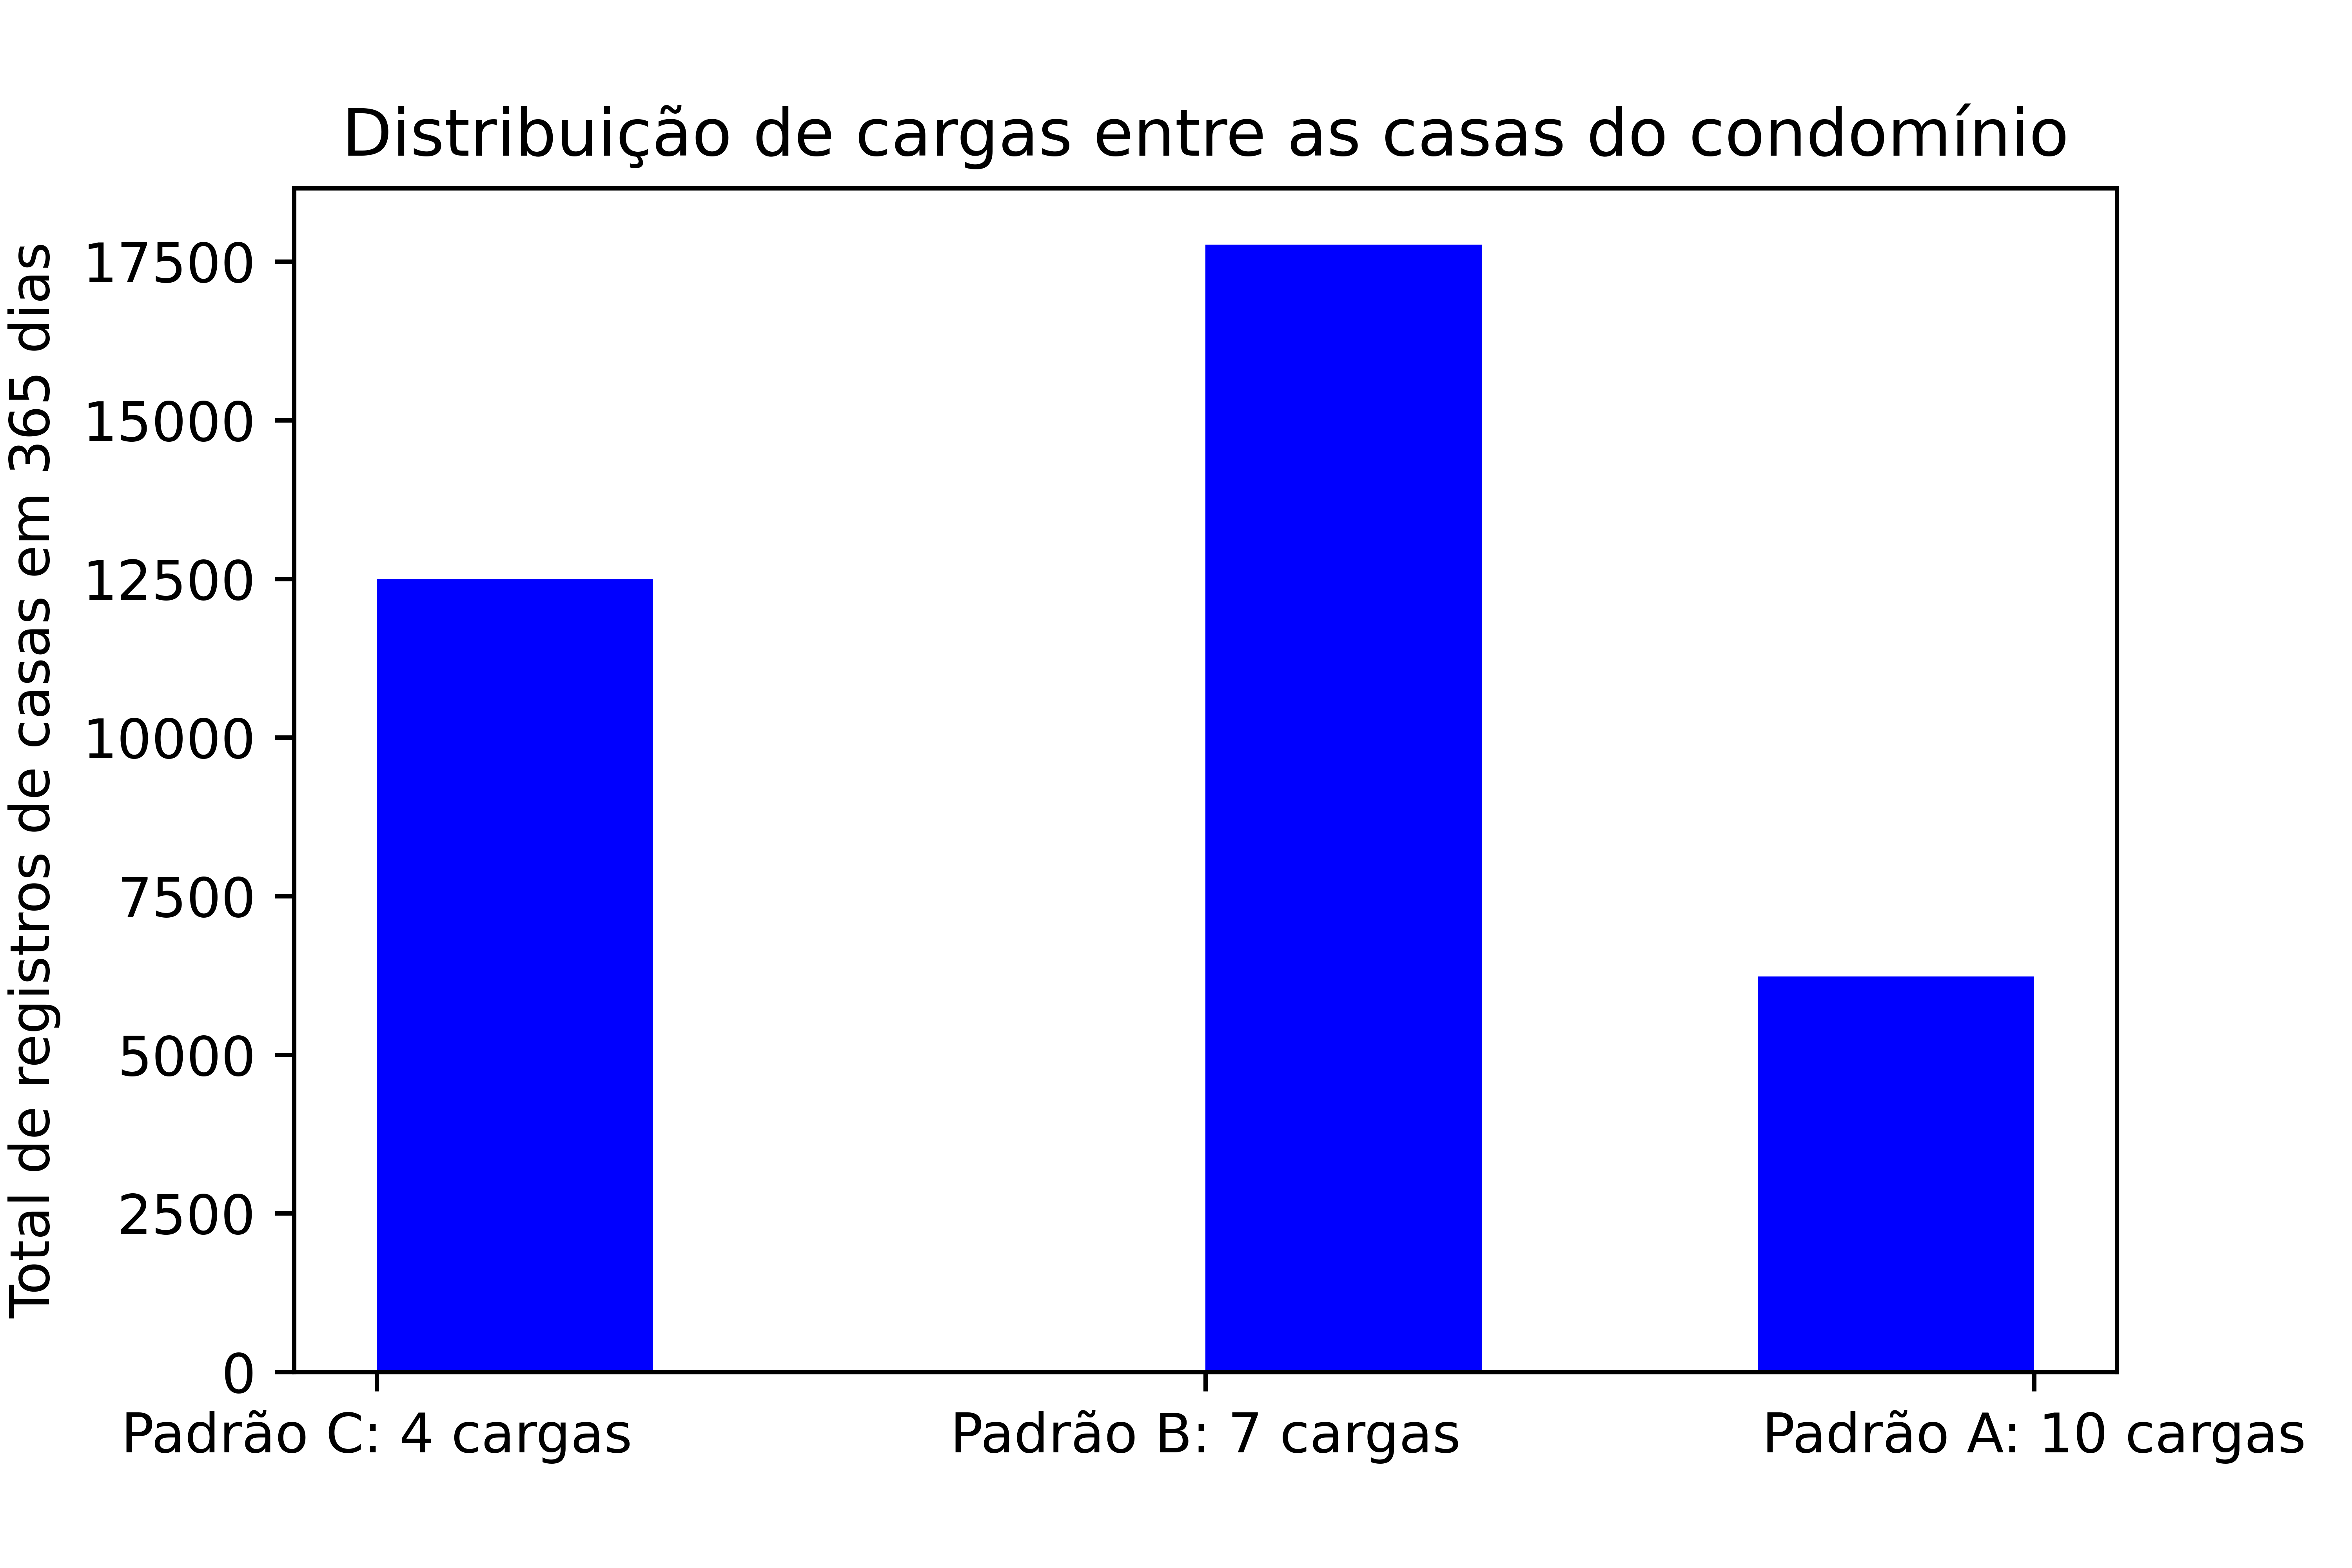 Distribuição de cargas entre as casas do condomínio
Total de registros de casas em 365 dias
17500
15000
12500
10000
7500
5000
2500
0
Padrão C: 4 cargas
Padrão B: 7 cargas
Padrão A: 10 cargas